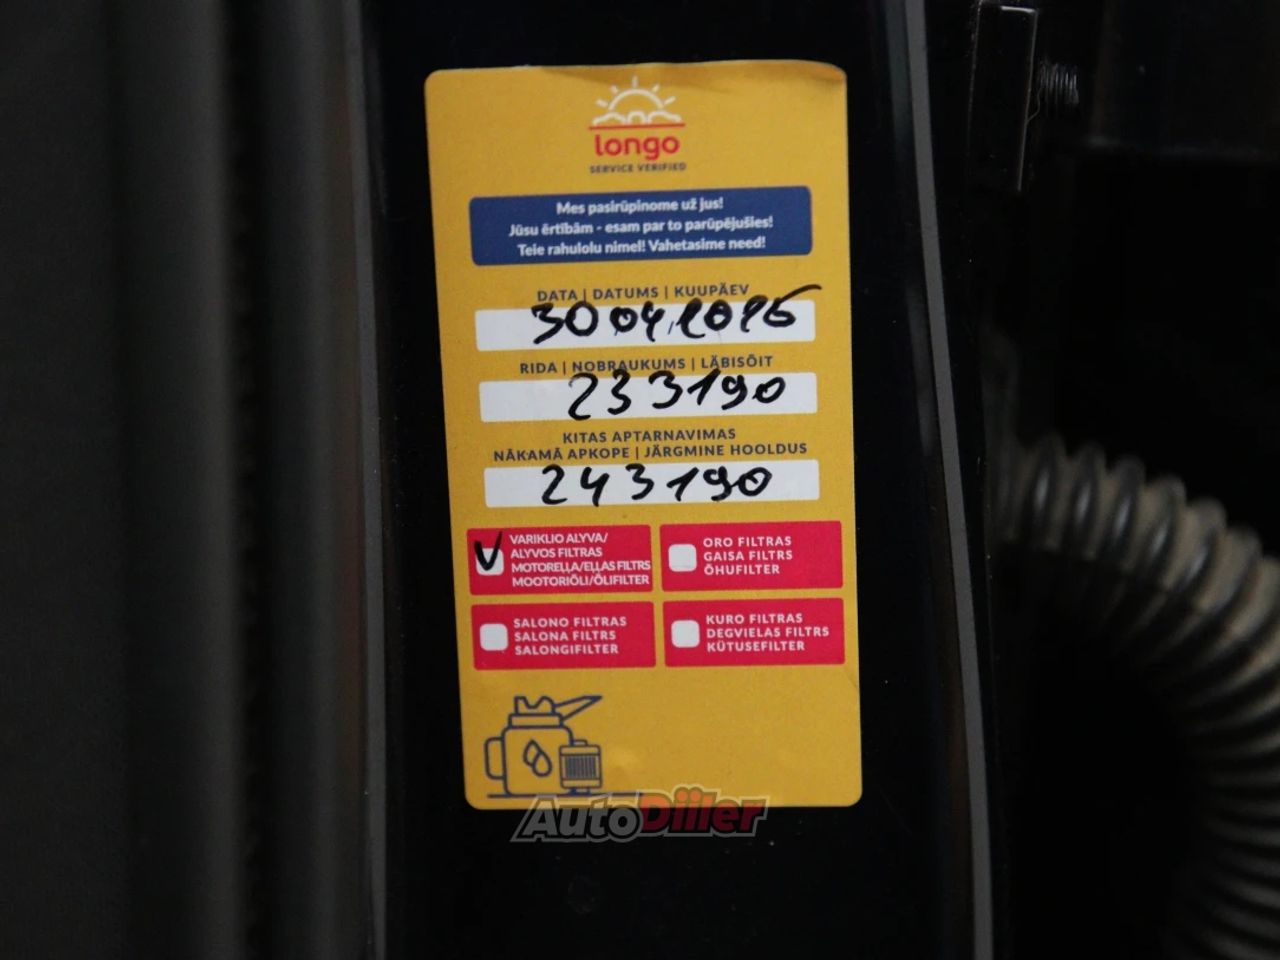 longo
SERVICE VERIFIED
Mes pasirūpinome už jus!
Jūsu ērtībām - esam par to parūpējušies!
Teie rahulolu nimel! Vahetasime need!
DATA | DATUMS | KUUPÄEV
30 04.2025
RIDA | NOBRAUKUMS | LÄBISÕIT
233190
KITAS APTARNAVIMAS
NĀKAMĀ APKOPE | JÄRGMINE HOOLDUS
243190
VARIKLIO ALYVA/
ALYVOS FILTRAS
MOTOREĻĻA/EĻĻAS FILTRS
MOOTORIÕLI/ÕLIFILTER
ORO FILTRAS
GAISA FILTRS
ÕHUFILTER
SALONO FILTRAS
SALONA FILTRS
SALONGIFILTER
KURO FILTRAS
DEGVIELAS FILTRS
KÜTUSEFILTER
AutoDiiler